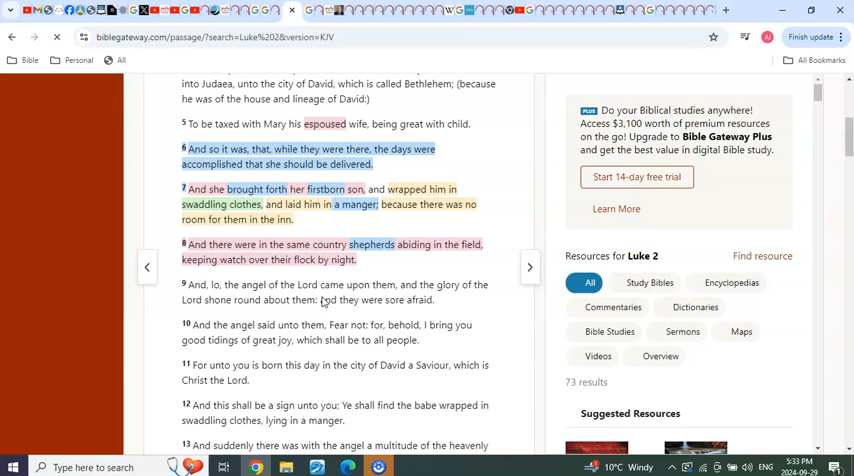 biblegateway.com/passage/?search=Luke%202&version=KJV
Finish update
Bible
Personal
All
All Bookmarks
into Judaea, unto the city of David, which is called Bethlehem; (because
he was of the house and lineage of David:)
5 To be taxed with Mary his espoused wife, being great with child.
6 And so it was, that, while they were there, the days were
accomplished that she should be delivered.
7 And she brought forth her firstborn son, and wrapped him in
swaddling clothes, and laid him in a manger; because there was no
room for them in the inn.
8 And there were in the same country shepherds abiding in the field,
keeping watch over their flock by night.
9 And, lo, the angel of the Lord came upon them, and the glory of the
Lord shone round about them: and they were sore afraid.
10 And the angel said unto them, Fear not: for, behold, I bring you
good tidings of great joy, which shall be to all people.
11 For unto you is born this day in the city of David a Saviour, which is
Christ the Lord.
12 And this shall be a sign unto you; Ye shall find the babe wrapped in
swaddling clothes, lying in a manger.
13 And suddenly there was with the angel a multitude of the heavenly
PLUS Do your Biblical studies anywhere!
Access $3,100 worth of premium resources
on the go! Upgrade to Bible Gateway Plus
and get the best value in digital Bible study.
Start 14-day free trial
Learn More
Resources for Luke 2 Find resource
All Study Bibles Encyclopedias
Commentaries Dictionaries
Bible Studies Sermons Maps
Videos Overview
73 results
Suggested Resources
Type here to search
10°C Windy
ENG
5:33 PM
2024-09-29